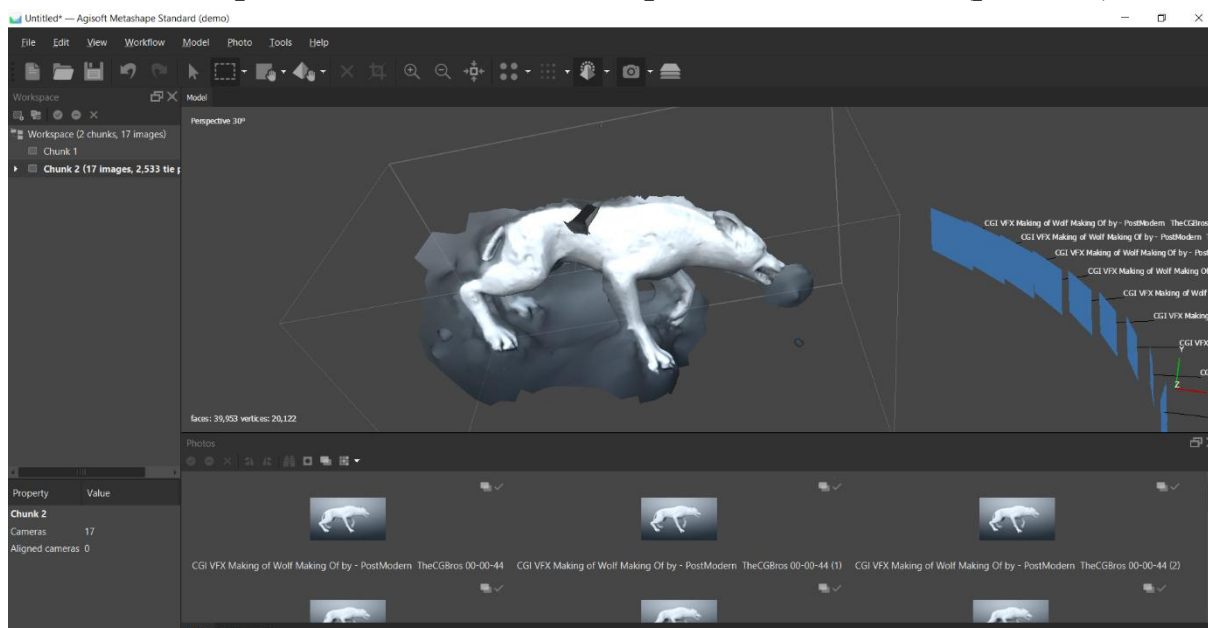 Untitled* — Agisoft Metashape Standard (demo)
File Edit View Workflow Model Photo Tools Help
Workspace
Model
Workspace (2 chunks, 17 images)
Chunk 1
Chunk 2 (17 images, 2,533 tie p
Perspective 30°
CGI VFX Making of Wolf Making Of by - PostModern TheCGBros
CGI VFX Making of Wolf Making Of by - PostModern
CGI VFX Making of Wolf Making Of by - Post
CGI VFX Making of Wolf Making Of
CGI VFX Making of Wolf
CGI VFX Making
CGI VFX
Y
CG
Z
faces: 39,953 vertices: 20,122
Photos
Property Value
Chunk 2
Cameras 17
Aligned cameras 0
CGI VFX Making of Wolf Making Of by - PostModern TheCGBros 00-00-44
CGI VFX Making of Wolf Making Of by - PostModern TheCGBros 00-00-44 (1)
CGI VFX Making of Wolf Making Of by - PostModern TheCGBros 00-00-44 (2)